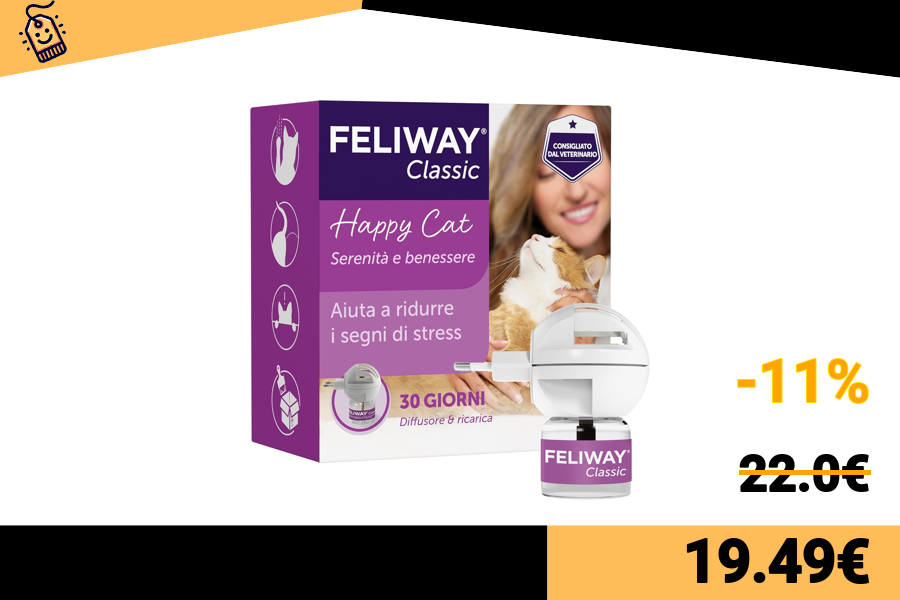 FELIWAY®
Classic
CONSIGLIATO
DAL VETERINARIO
Happy Cat
Serenità e benessere
Aiuta a ridurre
i segni di stress
30 GIORNI
Diffusore & ricarica
FELIWAY
Classic
-11%
22.0€
19.49€